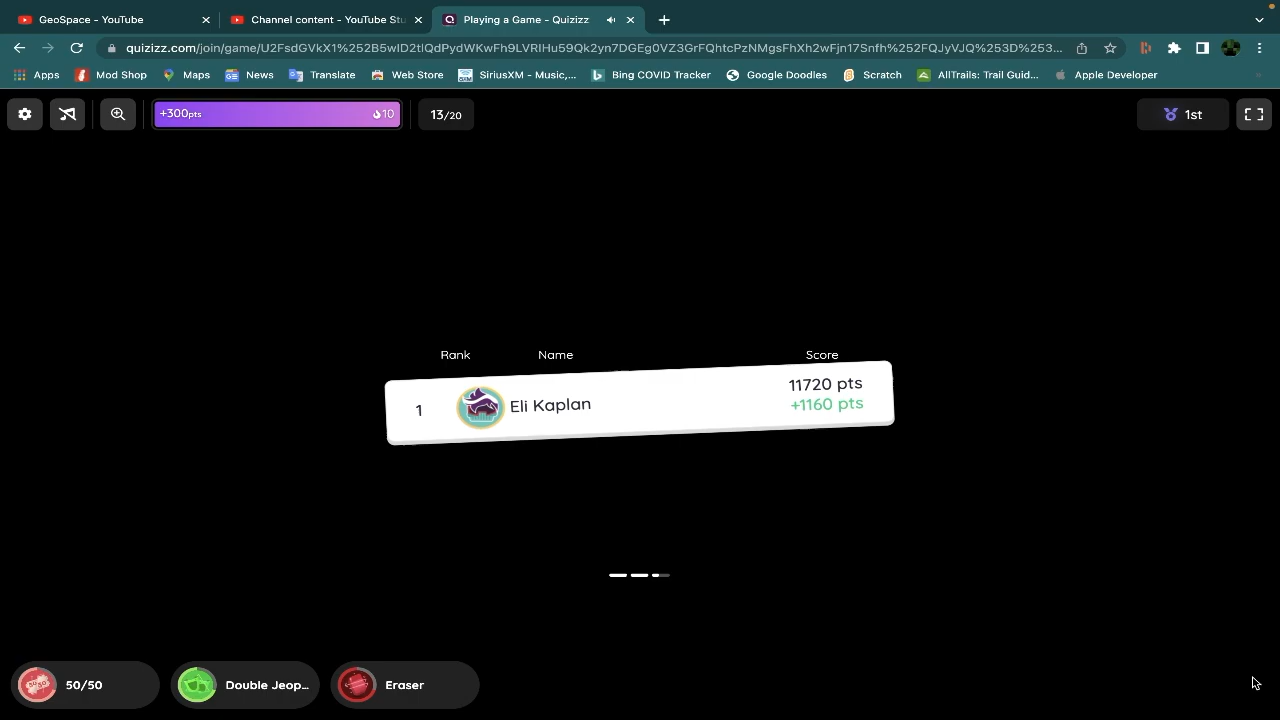 GeoSpace - YouTube
Channel content - YouTube Stu
Playing a Game - Quizizz
quizizz.com/join/game/U2FsdGVkX1%252B5wID2tlQdPydWKwFh9LVRIHu59Qk2yn7DGEg0VZ3GrFQhtcPzNMgsFhXh2wFjn17Snfh%252FQJyVJQ%253D%253...
Apps
Mod Shop
Maps
News
Translate
Web Store
SiriusXM - Music,...
Bing COVID Tracker
Google Doodles
Scratch
AllTrails: Trail Guid...
Apple Developer
+300pts
10
13/20
1st
Rank Name Score
1 Eli Kaplan 11720 pts
+1160 pts
50/50
Double Jeop...
Eraser